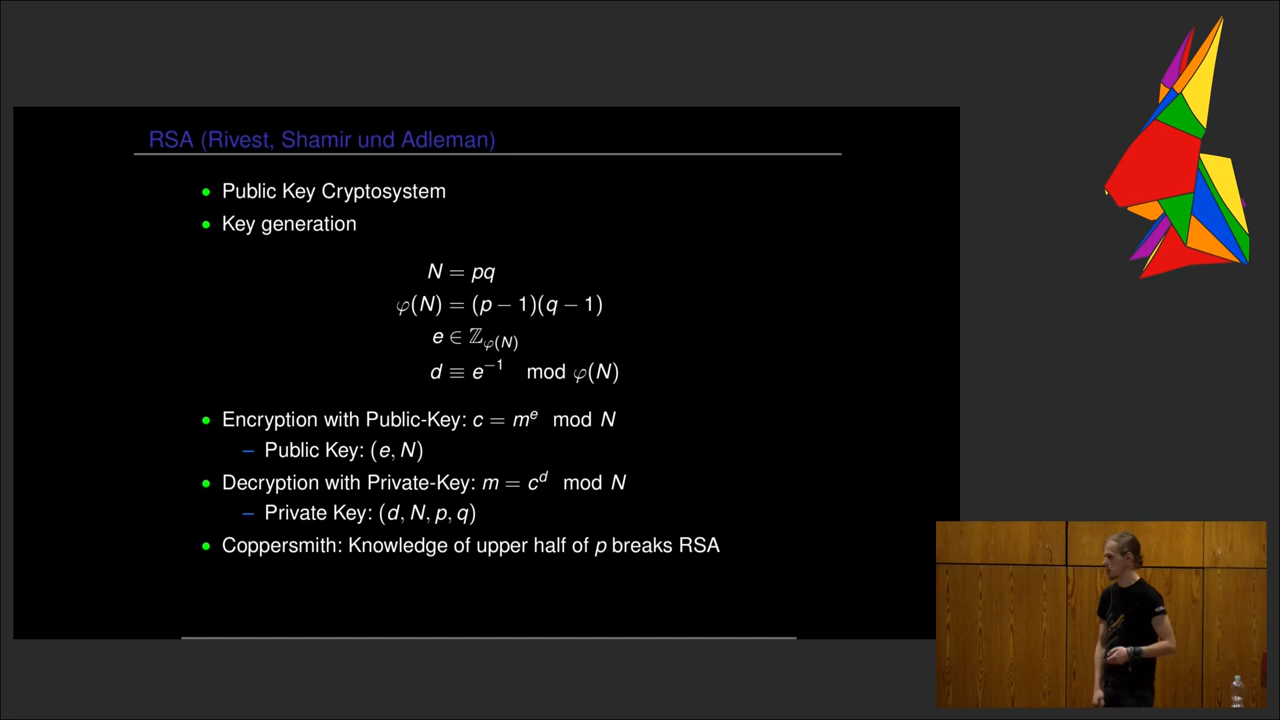 RSA (Rivest, Shamir und Adleman)
• Public Key Cryptosystem
• Key generation
N = pq
φ(N) = (p − 1)(q − 1)
e ∈ ℤ_φ(N)
d ≡ e⁻¹ mod φ(N)
• Encryption with Public-Key: c = mᵉ mod N
– Public Key: (e, N)
• Decryption with Private-Key: m = cᵈ mod N
– Private Key: (d, N, p, q)
• Coppersmith: Knowledge of upper half of p breaks RSA